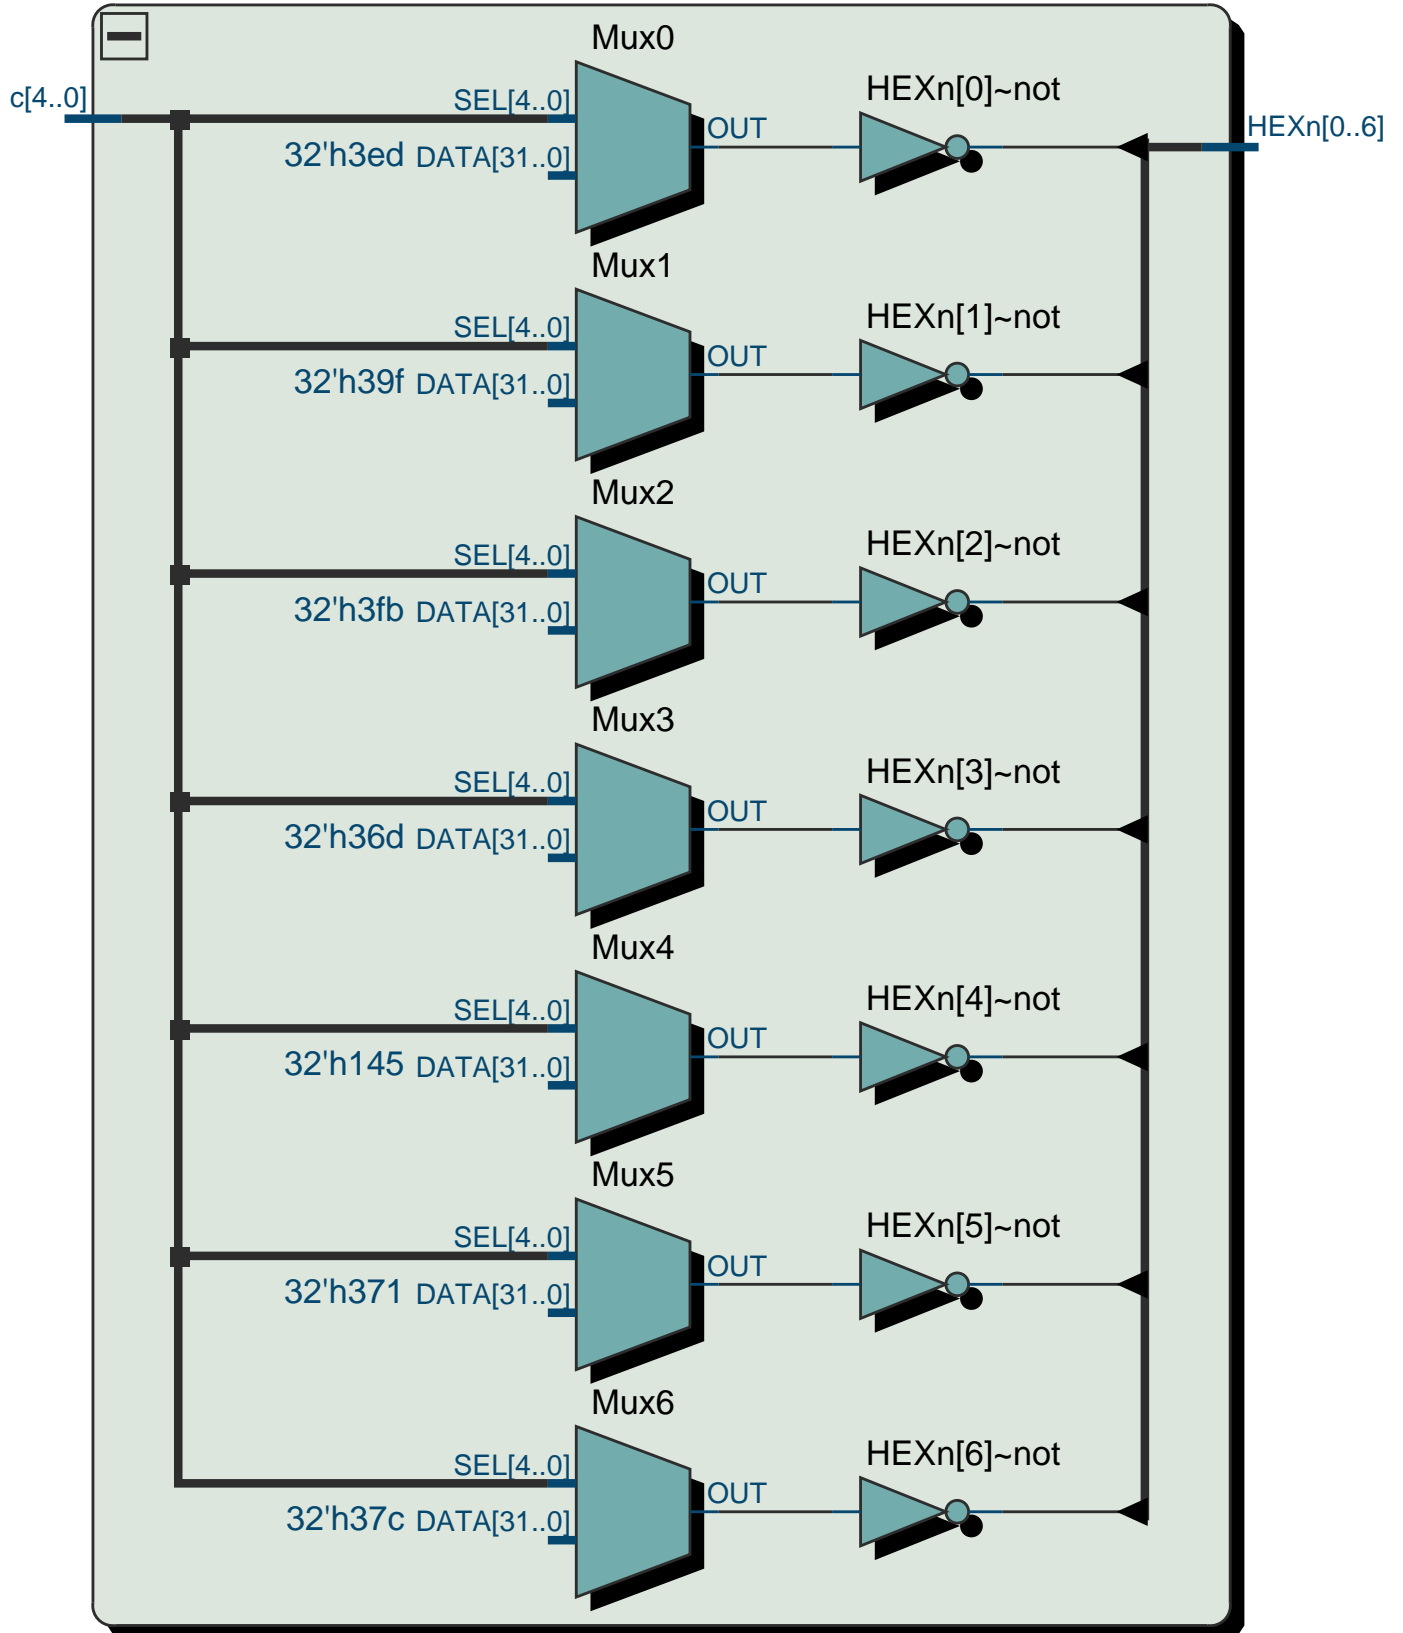 Mux0
c[4..0]
SEL[4..0]
HEXn[0]~not
OUT
HEXn[0..6]
32'h3ed DATA[31..0]
Mux1
SEL[4..0]
HEXn[1]~not
OUT
32'h39f DATA[31..0]
Mux2
SEL[4..0]
HEXn[2]~not
OUT
32'h3fb DATA[31..0]
Mux3
SEL[4..0]
HEXn[3]~not
OUT
32'h36d DATA[31..0]
Mux4
SEL[4..0]
HEXn[4]~not
OUT
32'h145 DATA[31..0]
Mux5
SEL[4..0]
HEXn[5]~not
OUT
32'h371 DATA[31..0]
Mux6
SEL[4..0]
HEXn[6]~not
OUT
32'h37c DATA[31..0]